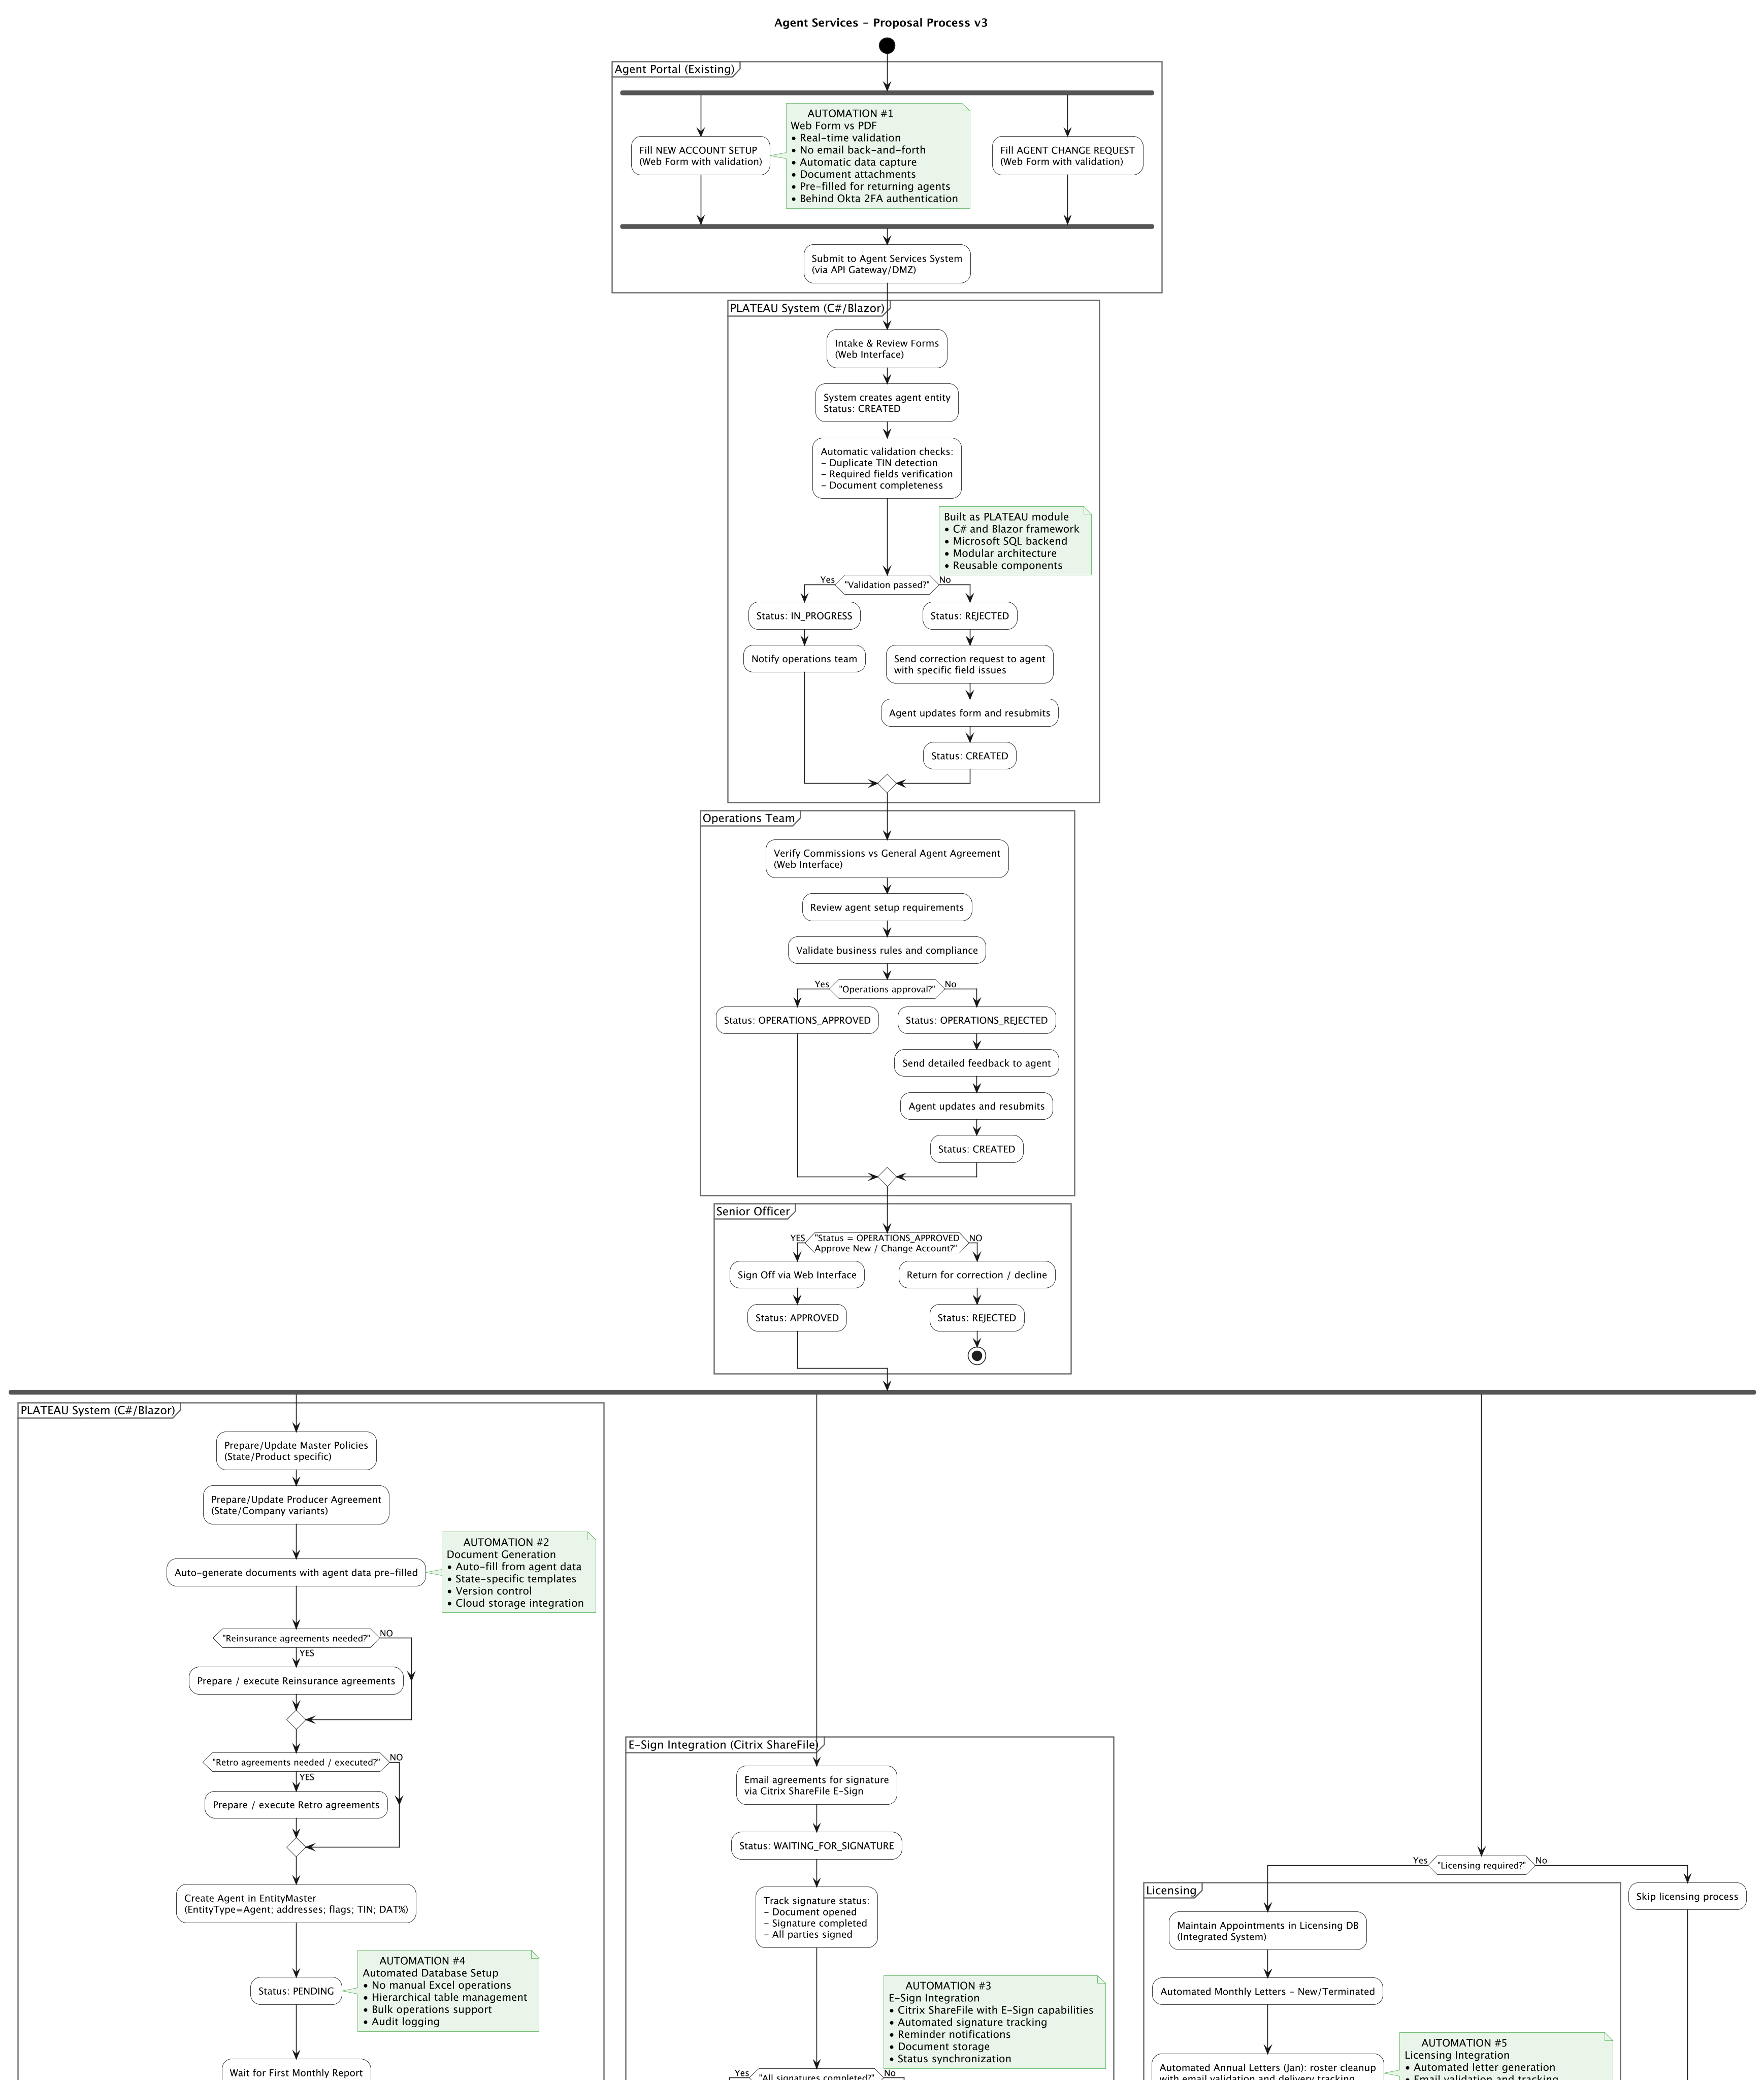 Agent Services - Proposal Process v3
Agent Portal (Existing)
Fill NEW ACCOUNT SETUP
(Web Form with validation)
AUTOMATION #1
Web Form vs PDF
• Real-time validation
• No email back-and-forth
• Automatic data capture
• Document attachments
• Pre-filled for returning agents
• Behind Okta 2FA authentication
Fill AGENT CHANGE REQUEST
(Web Form with validation)
Submit to Agent Services System
(via API Gateway/DMZ)
PLATEAU System (C#/Blazor)
Intake & Review Forms
(Web Interface)
System creates agent entity
Status: CREATED
Automatic validation checks:
- Duplicate TIN detection
- Required fields verification
- Document completeness
Built as PLATEAU module
• C# and Blazor framework
• Microsoft SQL backend
• Modular architecture
• Reusable components
Yes
"Validation passed?"
No
Status: IN_PROGRESS
Notify operations team
Status: REJECTED
Send correction request to agent
with specific field issues
Agent updates form and resubmits
Status: CREATED
Operations Team
Verify Commissions vs General Agent Agreement
(Web Interface)
Review agent setup requirements
Validate business rules and compliance
Yes
"Operations approval?"
No
Status: OPERATIONS_APPROVED
Status: OPERATIONS_REJECTED
Send detailed feedback to agent
Agent updates and resubmits
Status: CREATED
Senior Officer
YES
"Status = OPERATIONS_APPROVED
Approve New / Change Account?"
NO
Sign Off via Web Interface
Status: APPROVED
Return for correction / decline
Status: REJECTED
PLATEAU System (C#/Blazor)
Prepare/Update Master Policies
(State/Product specific)
Prepare/Update Producer Agreement
(State/Company variants)
Auto-generate documents with agent data pre-filled
AUTOMATION #2
Document Generation
• Auto-fill from agent data
• State-specific templates
• Version control
• Cloud storage integration
"Reinsurance agreements needed?"
NO
YES
Prepare / execute Reinsurance agreements
"Retro agreements needed / executed?"
NO
YES
Prepare / execute Retro agreements
Create Agent in EntityMaster
(EntityType=Agent; addresses; flags; TIN; DAT%)
Status: PENDING
AUTOMATION #4
Automated Database Setup
• No manual Excel operations
• Hierarchical table management
• Bulk operations support
• Audit logging
Wait for First Monthly Report
E-Sign Integration (Citrix ShareFile)
Email agreements for signature
via Citrix ShareFile E-Sign
Status: WAITING_FOR_SIGNATURE
Track signature status:
- Document opened
- Signature completed
- All parties signed
AUTOMATION #3
E-Sign Integration
• Citrix ShareFile with E-Sign capabilities
• Automated signature tracking
• Reminder notifications
• Document storage
• Status synchronization
Yes
"All signatures completed?"
No
Yes
"Licensing required?"
No
Licensing
Maintain Appointments in Licensing DB
(Integrated System)
Automated Monthly Letters - New/Terminated
Automated Annual Letters (Jan): roster cleanup
with email validation and delivery tracking
AUTOMATION #5
Licensing Integration
• Automated letter generation
• Email validation and tracking
Skip licensing process